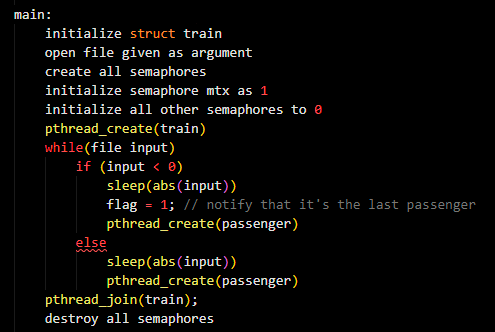 main:
    initialize struct train
    open file given as argument
    create all semaphores
    initialize semaphore mtx as 1
    initialize all other semaphores to 0
    pthread_create(train)
    while(file input)
        if (input < 0)
            sleep(abs(input))
            flag = 1; // notify that it's the last passenger
            pthread_create(passenger)
        else
            sleep(abs(input))
            pthread_create(passenger)
    pthread_join(train);
    destroy all semaphores